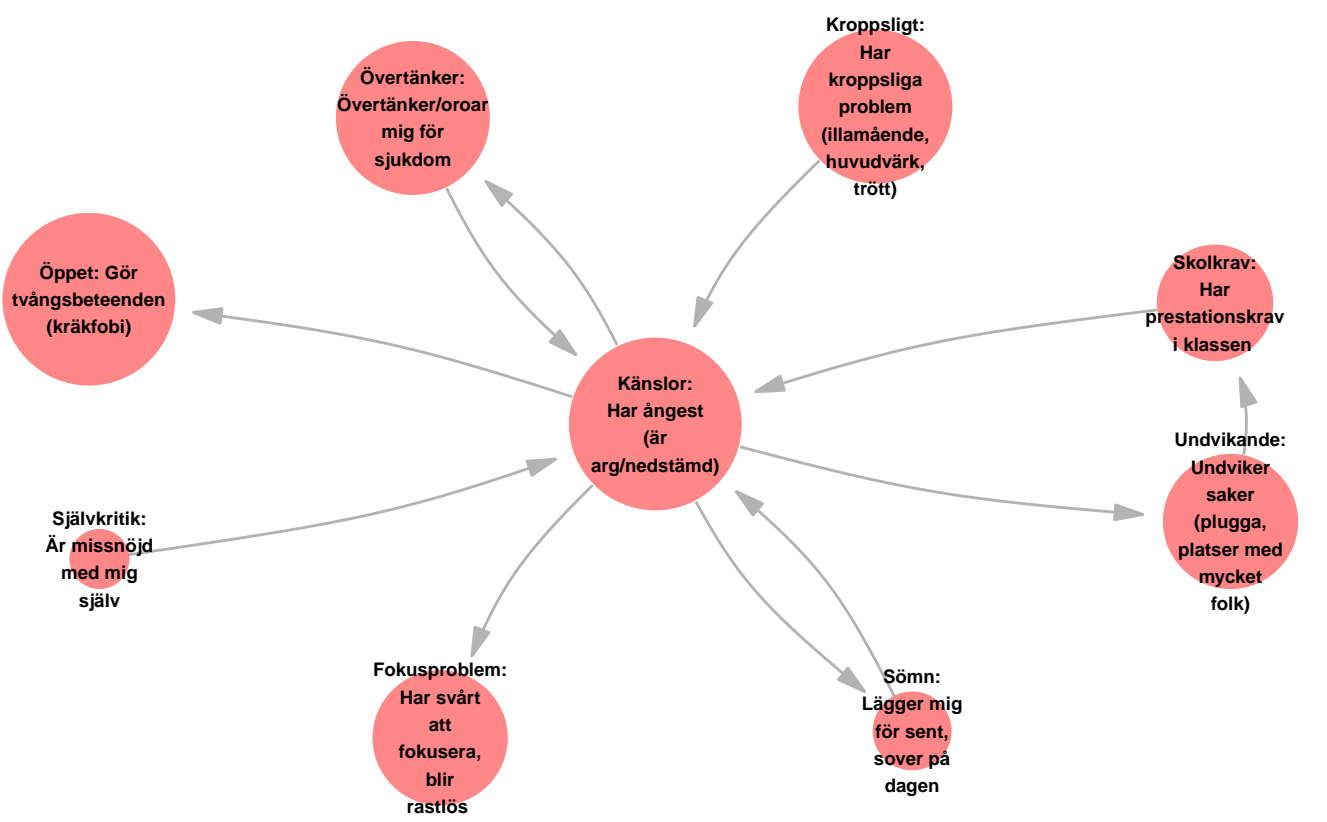 Kroppsligt:
Har
kroppsliga
problem
(illamående,
huvudvärk,
trött)
Övertänker:
Övertänker/oroar
mig för
sjukdom
Öppet: Gör
tvångsbeteenden
(kräkfobi)
Skolkrav:
Har
prestationskrav
i klassen
Känslor:
Har ångest
(är
arg/nedstämd)
Undvikande:
Undviker
saker
(plugga,
platser med
mycket
folk)
Självkritik:
Är missnöjd
med mig
själv
Fokusproblem:
Har svårt
att
fokusera,
blir
rastlös
Sömn:
Lägger mig
för sent,
sover på
dagen